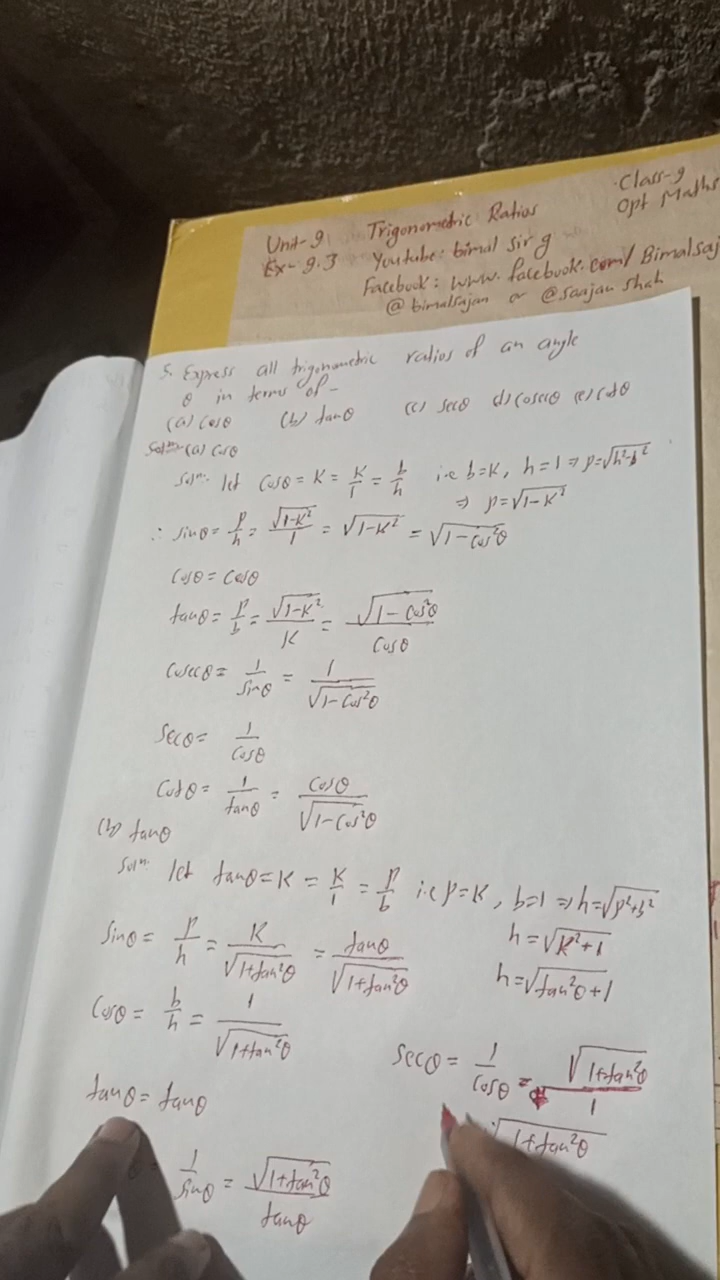 Class-9
Opt Maths
Unit-9 Trigonometric Ratios
Ex-9.3 Youtube: bimal sir g
Facebook: www.facebook.com/Bimalsaj
@bimalsajan or @saajan shah
5. Express all trigonometric ratios of an angle
θ in terms of -
(a) Cosθ (b) tanθ (c) secθ d) Cosecθ (e) Cotθ
Solⁿ: (a) Cosθ
Solⁿ: let Cosθ = K = K/1 = b/h i.e b=K, h=1 ⇒ p=√(h²-b²)
⇒ p=√(1-K²)
∴ sinθ = p/h = √(1-K²)/1 = √(1-K²) = √(1-Cos²θ)
Cosθ = Cosθ
tanθ = p/b = √(1-K²)/K = √(1-Cos²θ)/Cosθ
Cosecθ = 1/sinθ = 1/√(1-Cos²θ)
Secθ = 1/Cosθ
Cotθ = 1/tanθ = Cosθ/√(1-Cos²θ)
(b) tanθ
Solⁿ: let tanθ = K = K/1 = p/b i.e p=K, b=1 ⇒ h=√(p²+b²)
h=√(K²+1)
h=√(tan²θ+1)
Sinθ = p/h = K/√(1+tan²θ) = tanθ/√(1+tan²θ)
Cosθ = b/h = 1/√(1+tan²θ)
tanθ = tanθ
θ = 1/sinθ = √(1+tan²θ)/tanθ
Secθ = 1/Cosθ = √(1+tan²θ)/1
√(1+tan²θ)